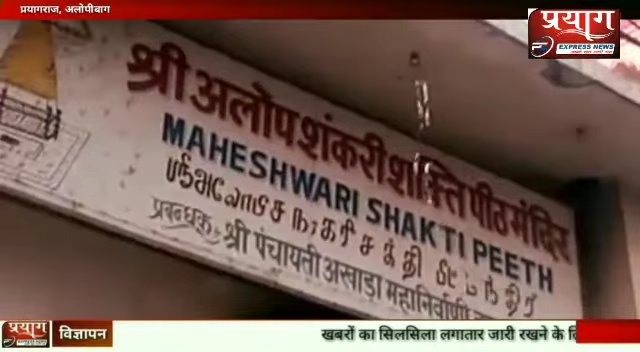 प्रयागराज, अलोपीबाग
प्रयाग
EXPRESS NEWS
श्री अलोपशंकरी शक्ति पीठ मंदिर
MAHESHWARI SHAKTI PEETH
प्रबन्धक- श्री पंचायती अखाड़ा महानिर्वाणी
प्रयाग
विज्ञापन
खबरों का सिलसिला लगातार जारी रखने के